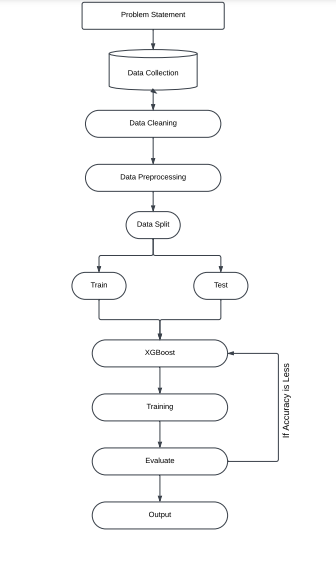 Problem Statement
Data Collection
Data Cleaning
Data Preprocessing
Data Split
Train
Test
XGBoost
If Accuracy is Less
Training
Evaluate
Output